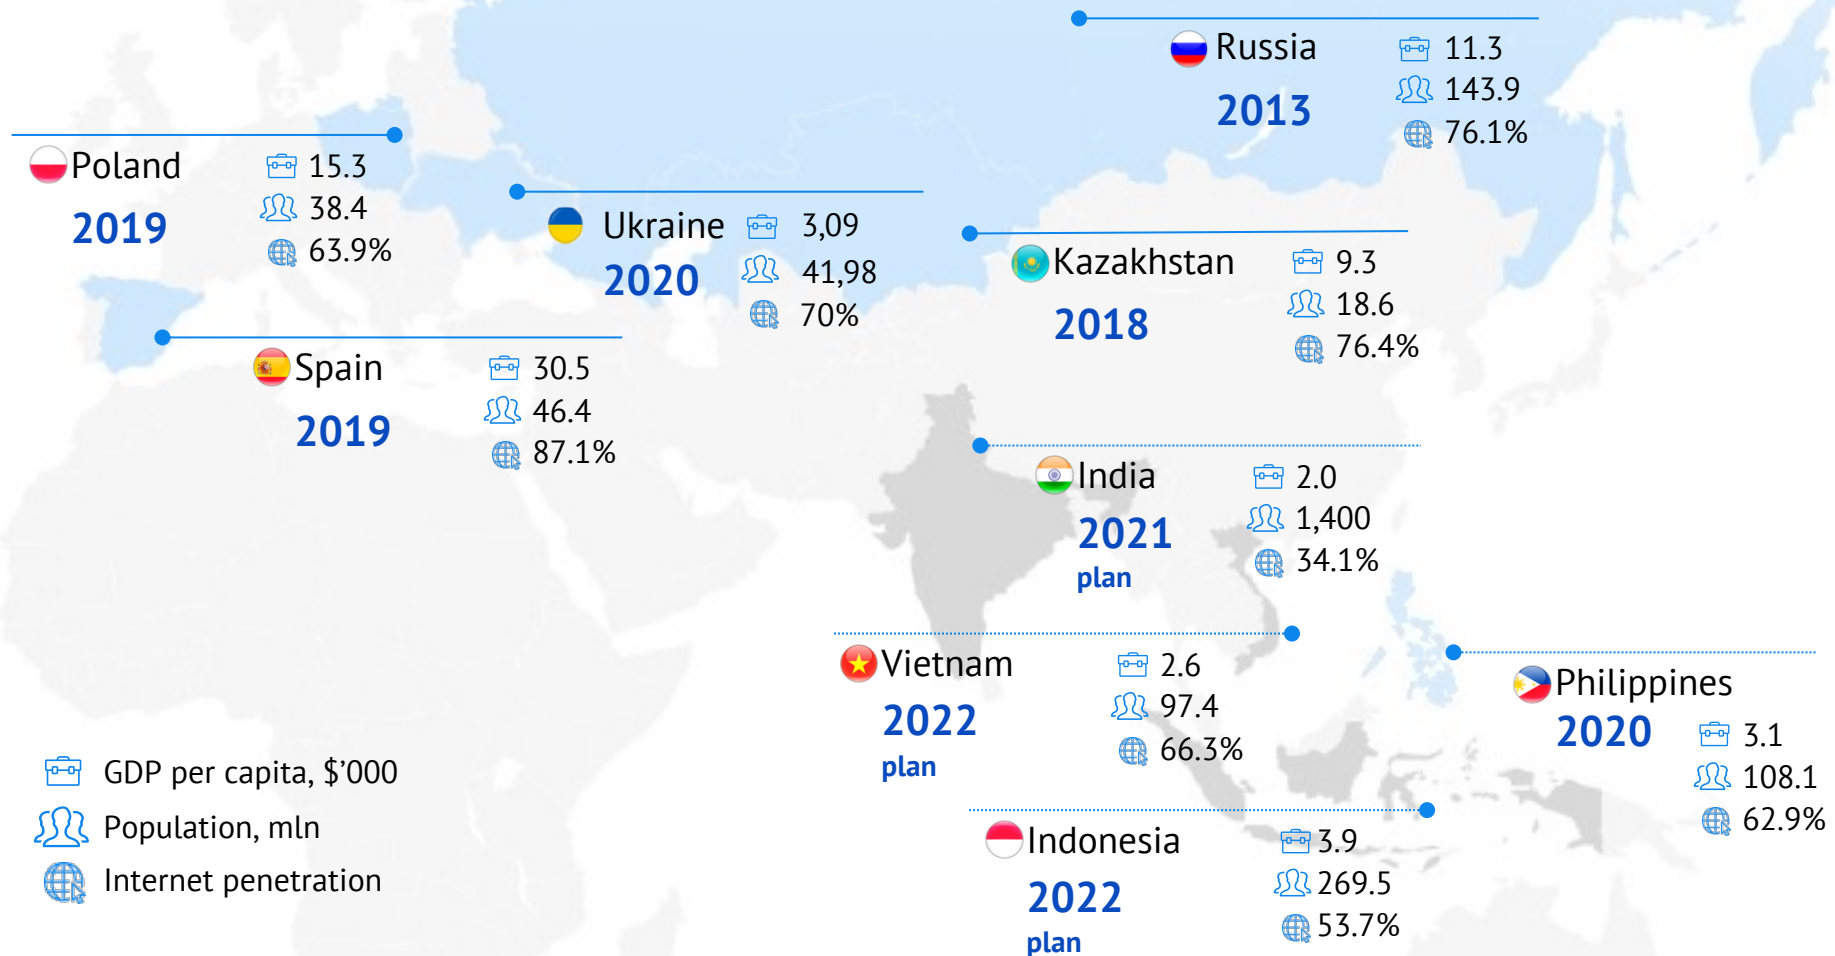 Russia
2013
11.3
143.9
76.1%
Poland
2019
15.3
38.4
63.9%
Ukraine
2020
3,09
41,98
70%
Kazakhstan
2018
9.3
18.6
76.4%
Spain
2019
30.5
46.4
87.1%
India
2021
plan
2.0
1,400
34.1%
Vietnam
2022
plan
2.6
97.4
66.3%
Philippines
2020
3.1
108.1
62.9%
Indonesia
2022
plan
3.9
269.5
53.7%
GDP per capita, $’000
Population, mln
Internet penetration